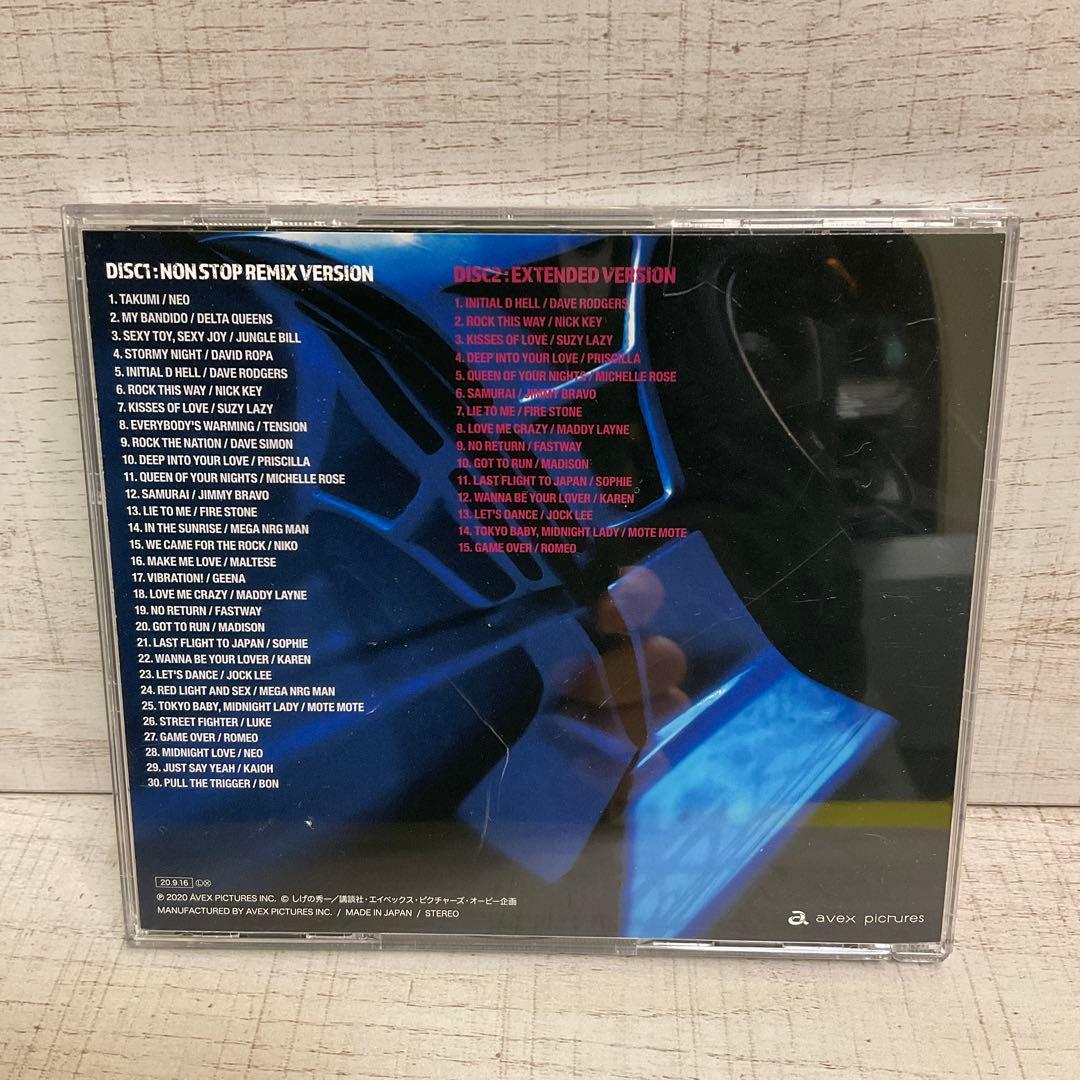 DISC1 : NON STOP REMIX VERSION
1. TAKUMI / NEO
2. MY BANDIDO / DELTA QUEENS
3. SEXY TOY, SEXY JOY / JUNGLE BILL
4. STORMY NIGHT / DAVID ROPA
5. INITIAL D HELL / DAVE RODGERS
6. ROCK THIS WAY / NICK KEY
7. KISSES OF LOVE / SUZY LAZY
8. EVERYBODY'S WARMING / TENSION
9. ROCK THE NATION / DAVE SIMON
10. DEEP INTO YOUR LOVE / PRISCILLA
11. QUEEN OF YOUR NIGHTS / MICHELLE ROSE
12. SAMURAI / JIMMY BRAVO
13. LIE TO ME / FIRE STONE
14. IN THE SUNRISE / MEGA NRG MAN
15. WE CAME FOR THE ROCK / NIKO
16. MAKE ME LOVE / MALTESE
17. VIBRATION! / GEENA
18. LOVE ME CRAZY / MADDY LAYNE
19. NO RETURN / FASTWAY
20. GOT TO RUN / MADISON
21. LAST FLIGHT TO JAPAN / SOPHIE
22. WANNA BE YOUR LOVER / KAREN
23. LET'S DANCE / JOCK LEE
24. RED LIGHT AND SEX / MEGA NRG MAN
25. TOKYO BABY, MIDNIGHT LADY / MOTE MOTE
26. STREET FIGHTER / LUKE
27. GAME OVER / ROMEO
28. MIDNIGHT LOVE / NEO
29. JUST SAY YEAH / KAIOH
30. PULL THE TRIGGER / BON
DISC2 : EXTENDED VERSION
1. INITIAL D HELL / DAVE RODGERS
2. ROCK THIS WAY / NICK KEY
3. KISSES OF LOVE / SUZY LAZY
4. DEEP INTO YOUR LOVE / PRISCILLA
5. QUEEN OF YOUR NIGHTS / MICHELLE ROSE
6. SAMURAI / JIMMY BRAVO
7. LIE TO ME / FIRE STONE
8. LOVE ME CRAZY / MADDY LAYNE
9. NO RETURN / FASTWAY
10. GOT TO RUN / MADISON
11. LAST FLIGHT TO JAPAN / SOPHIE
12. WANNA BE YOUR LOVER / KAREN
13. LET'S DANCE / JOCK LEE
14. TOKYO BABY, MIDNIGHT LADY / MOTE MOTE
15. GAME OVER / ROMEO
20.9.16 Ⓛ Ⓧ
℗ 2020 AVEX PICTURES INC. © しげの秀一／講談社・エイベックス・ピクチャーズ・オービー企画
MANUFACTURED BY AVEX PICTURES INC. / MADE IN JAPAN / STEREO
a avex pictures